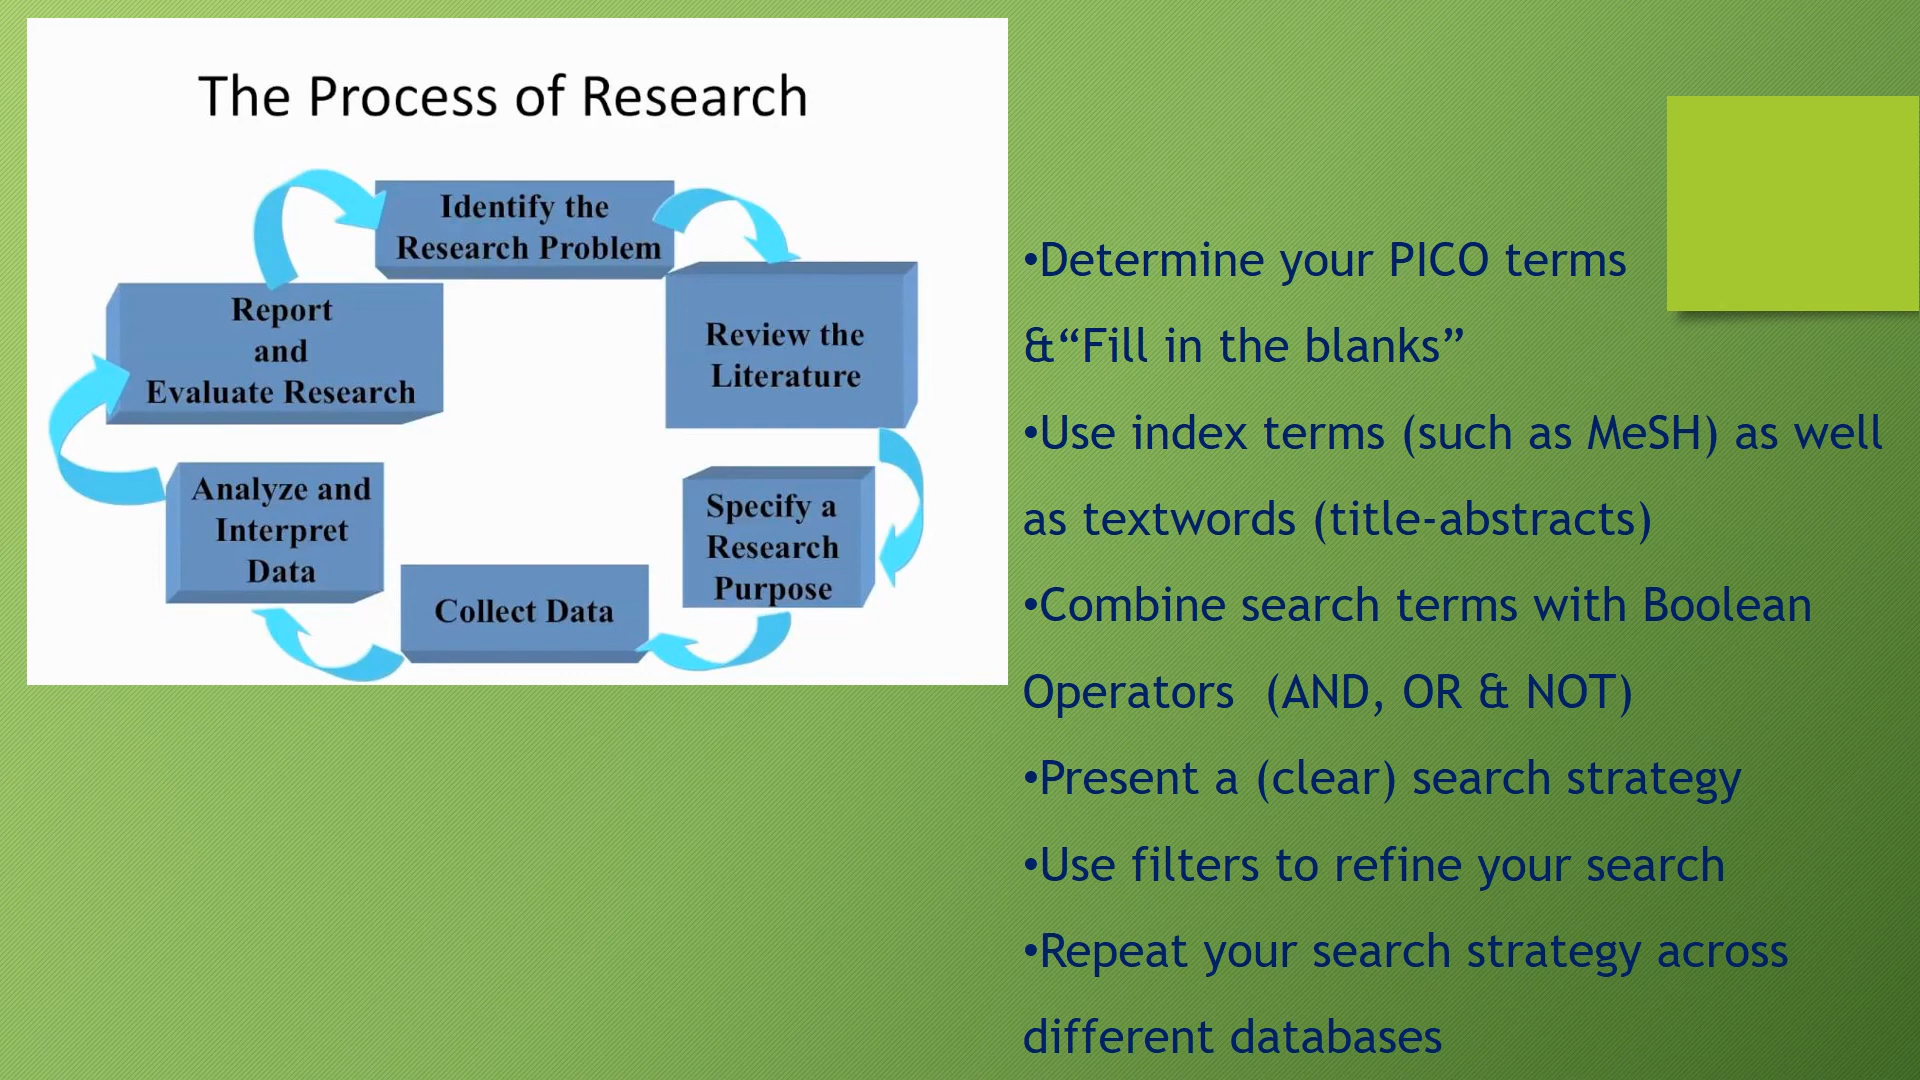 The Process of Research
Identify the
Research Problem
Review the
Literature
Specify a
Research
Purpose
Collect Data
Analyze and
Interpret
Data
Report
and
Evaluate Research
•Determine your PICO terms
&“Fill in the blanks”
•Use index terms (such as MeSH) as well
as textwords (title-abstracts)
•Combine search terms with Boolean
Operators  (AND, OR & NOT)
•Present a (clear) search strategy
•Use filters to refine your search
•Repeat your search strategy across
different databases